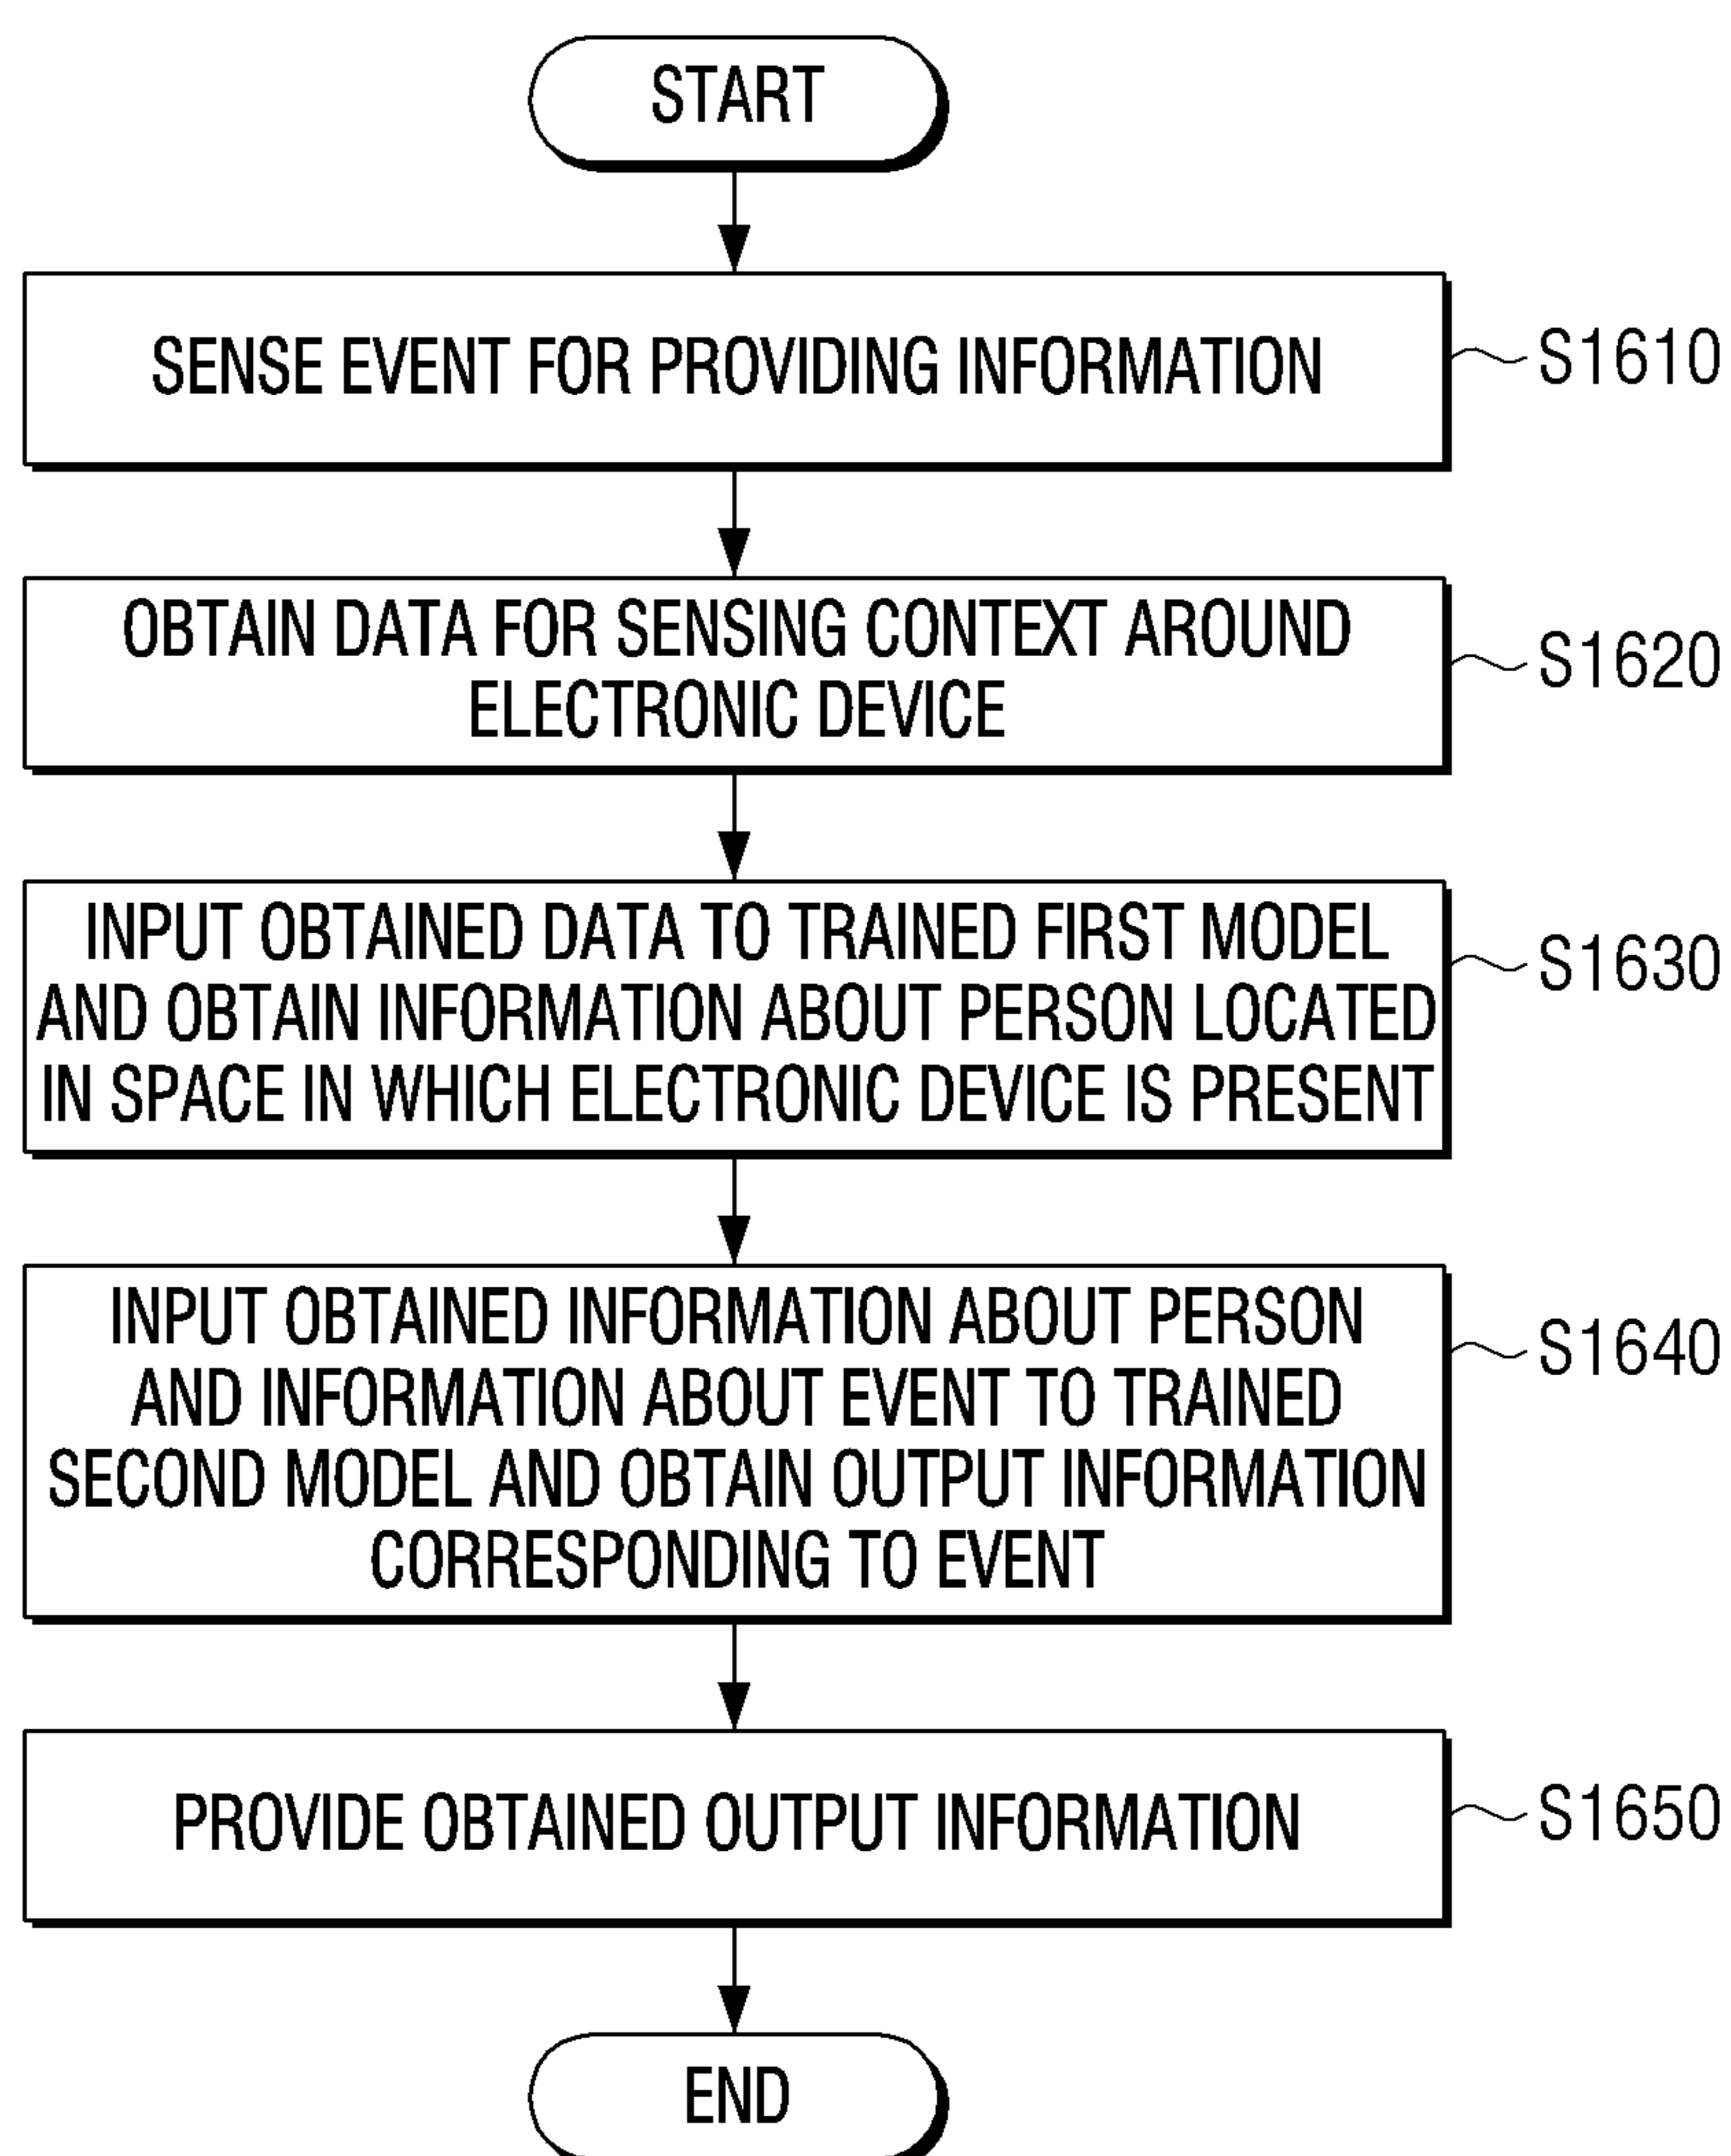 START
SENSE EVENT FOR PROVIDING INFORMATION
S1610
OBTAIN DATA FOR SENSING CONTEXT AROUND
ELECTRONIC DEVICE
S1620
INPUT OBTAINED DATA TO TRAINED FIRST MODEL
AND OBTAIN INFORMATION ABOUT PERSON LOCATED
IN SPACE IN WHICH ELECTRONIC DEVICE IS PRESENT
S1630
INPUT OBTAINED INFORMATION ABOUT PERSON
AND INFORMATION ABOUT EVENT TO TRAINED
SECOND MODEL AND OBTAIN OUTPUT INFORMATION
CORRESPONDING TO EVENT
S1640
PROVIDE OBTAINED OUTPUT INFORMATION
S1650
END